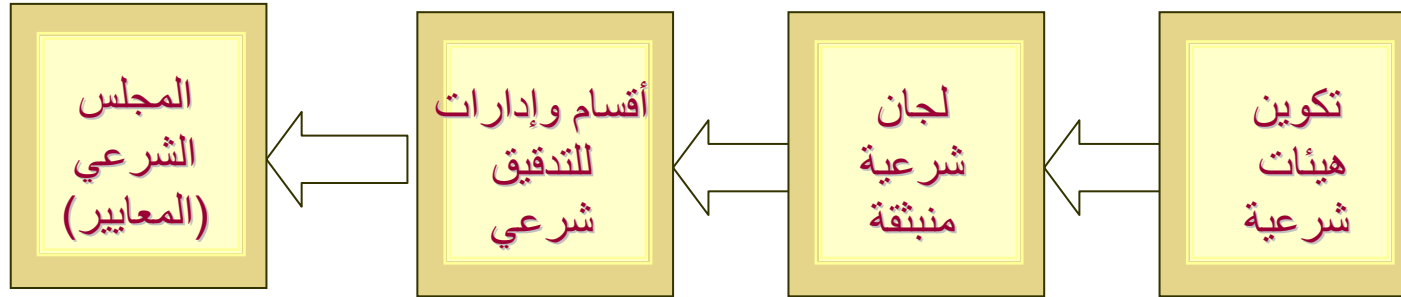 تكوين
هيئات
شرعية
لجان
شرعية
منبثقة
أقسام وإدارات
للتدقيق
شرعي
المجلس
الشرعي
(المعايير)